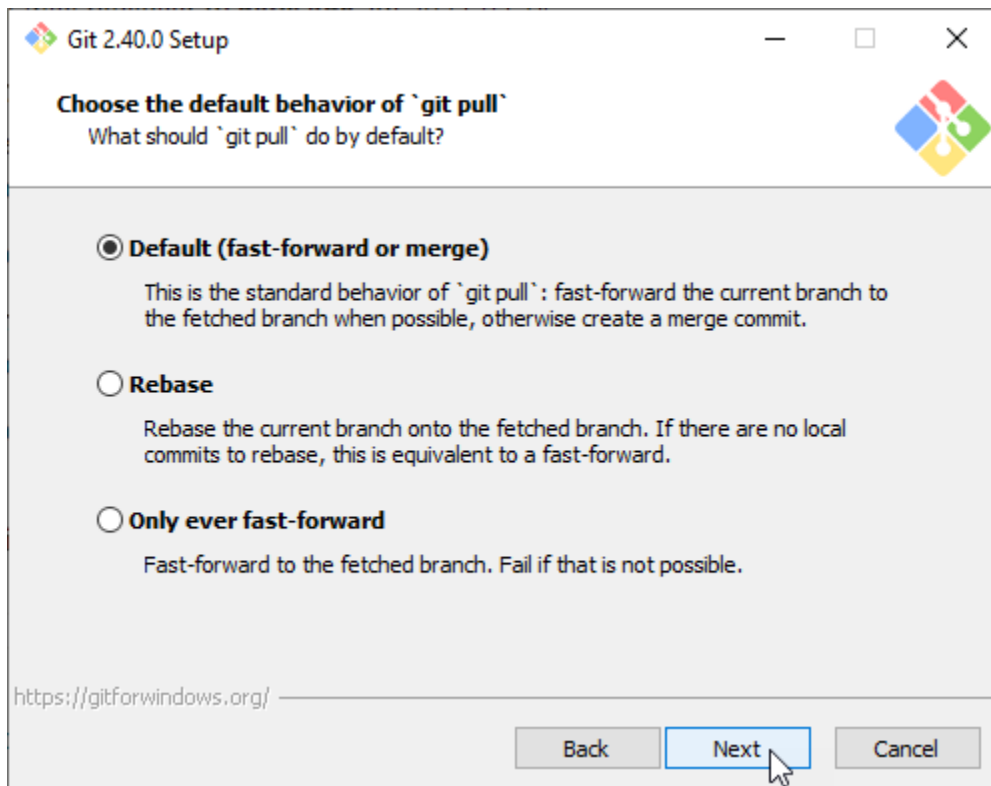 Git 2.40.0 Setup
Choose the default behavior of `git pull`
What should `git pull` do by default?
Default (fast-forward or merge)
This is the standard behavior of `git pull`: fast-forward the current branch to
the fetched branch when possible, otherwise create a merge commit.
Rebase
Rebase the current branch onto the fetched branch. If there are no local
commits to rebase, this is equivalent to a fast-forward.
Only ever fast-forward
Fast-forward to the fetched branch. Fail if that is not possible.
https://gitforwindows.org/
Back
Next
Cancel